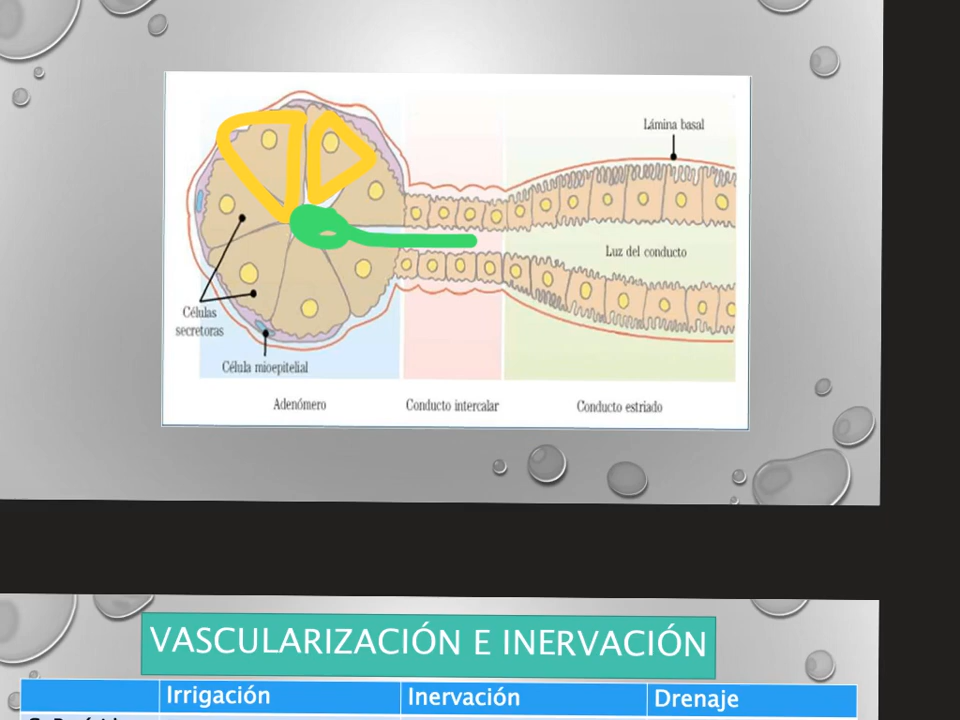 Lámina basal
Luz del conducto
Células
secretoras
Célula mioepitelial
Adenómero
Conducto intercalar
Conducto estriado
VASCULARIZACIÓN E INERVACIÓN
Irrigación
Inervación
Drenaje